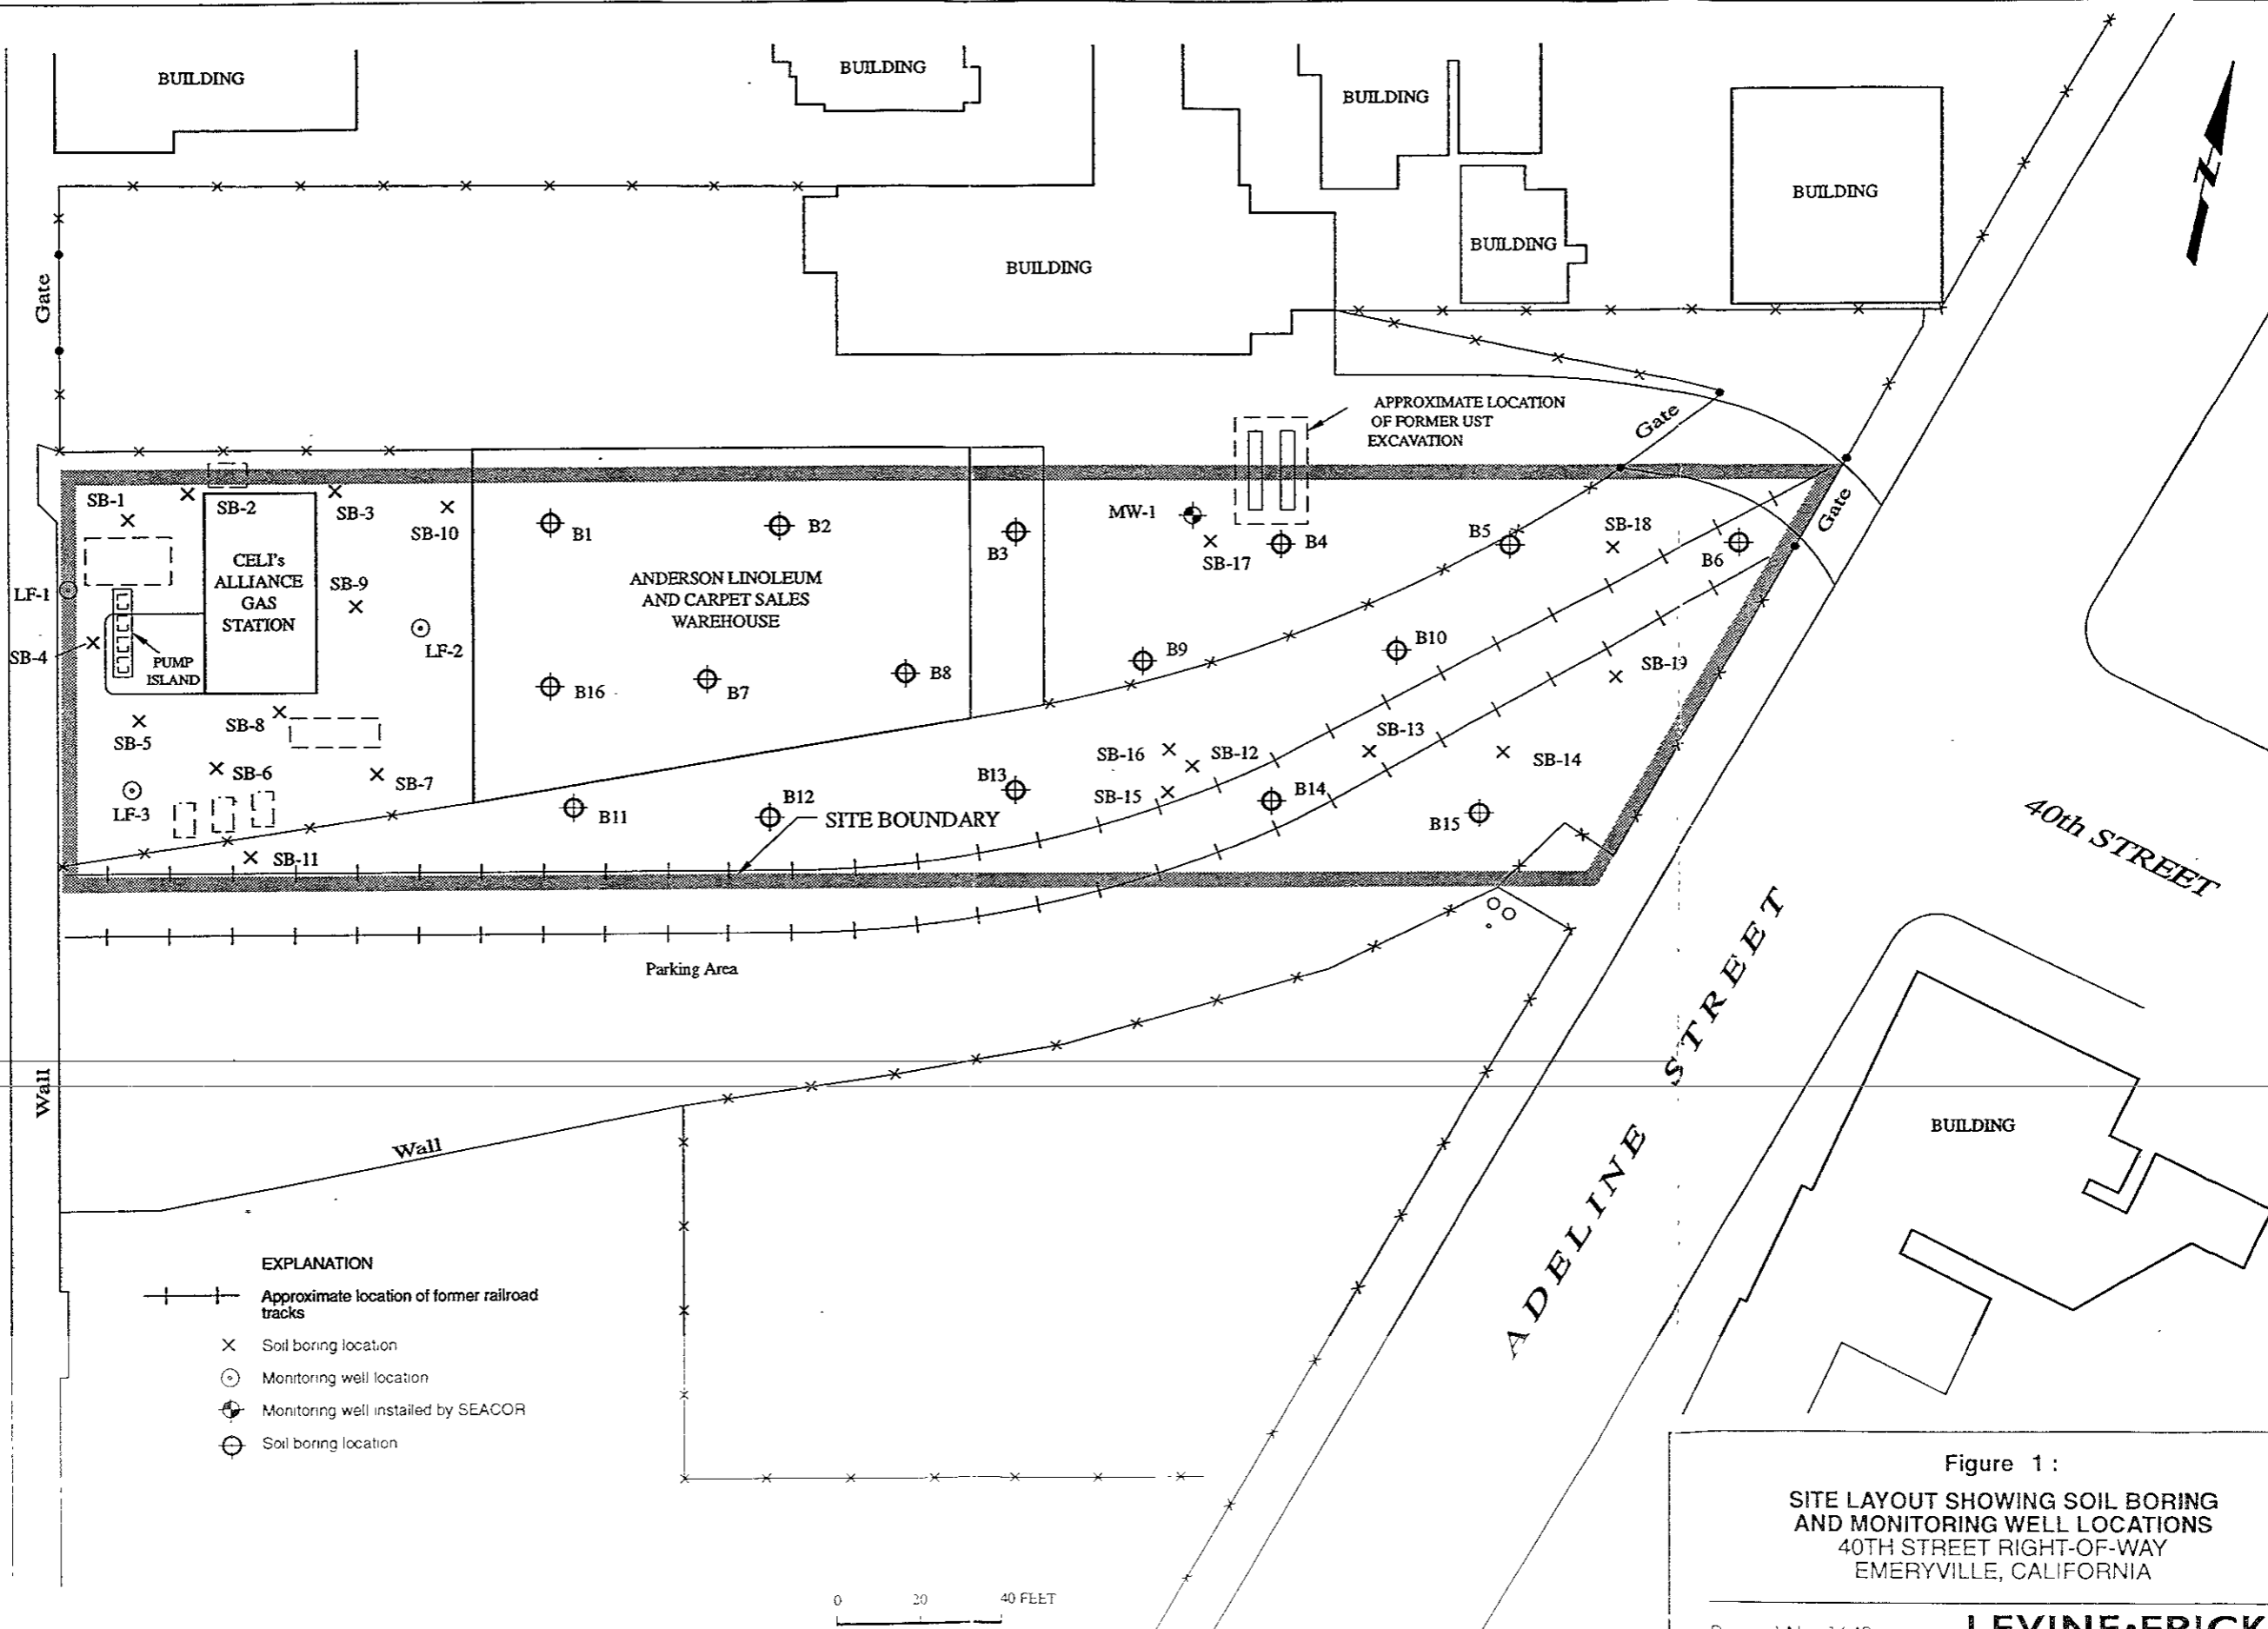 BUILDING
BUILDING
BUILDING
BUILDING
BUILDING
BUILDING
N
Gate
APPROXIMATE LOCATION
OF FORMER UST
EXCAVATION
Gate
Gate
SB-1
SB-2
SB-3
SB-10
B1
B2
B3
MW-1
SB-17
B4
B5
SB-18
B6
CELI's
ALLIANCE
GAS
STATION
ANDERSON LINOLEUM
AND CARPET SALES
WAREHOUSE
SB-9
LF-1
LF-2
SB-4
PUMP
ISLAND
B16
B7
B8
B9
B10
SB-19
SB-5
SB-8
SB-6
SB-7
SB-16
SB-12
SB-13
SB-14
LF-3
B11
B12
B13
SB-15
B14
B15
SITE BOUNDARY
SB-11
40th STREET
Parking Area
ADELINE STREET
Wall
Wall
BUILDING
EXPLANATION
Approximate location of former railroad
tracks
Soil boring location
Monitoring well location
Monitoring well installed by SEACOR
Soil boring location
0 20 40 FEET
Figure 1 :
SITE LAYOUT SHOWING SOIL BORING
AND MONITORING WELL LOCATIONS
40TH STREET RIGHT-OF-WAY
EMERYVILLE, CALIFORNIA